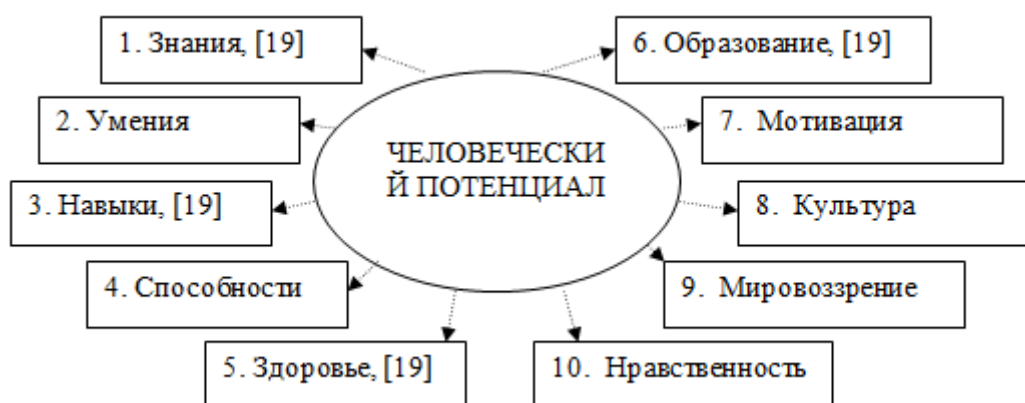 1. Знания, [19]
6. Образование, [19]
2. Умения
7. Мотивация
ЧЕЛОВЕЧЕСКИ
Й ПОТЕНЦИАЛ
3. Навыки, [19]
8. Культура
4. Способности
9. Мировоззрение
5. Здоровье, [19]
10. Нравственность